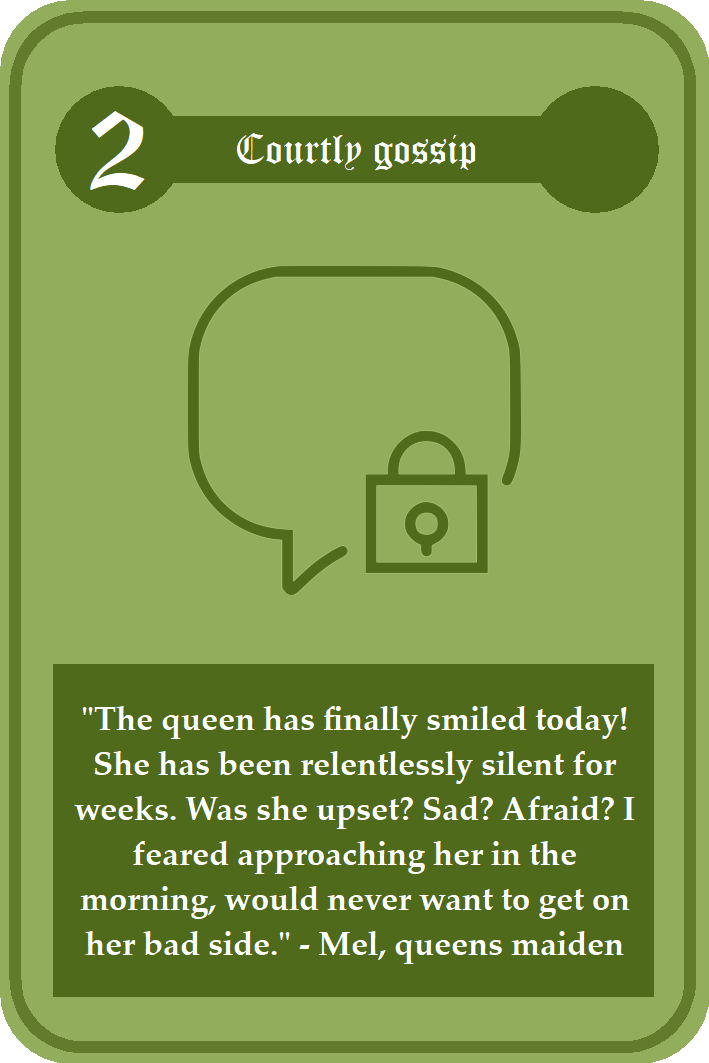 2
Courtly gossip
"The queen has finally smiled today!
She has been relentlessly silent for
weeks. Was she upset? Sad? Afraid? I
feared approaching her in the
morning, would never want to get on
her bad side." - Mel, queens maiden